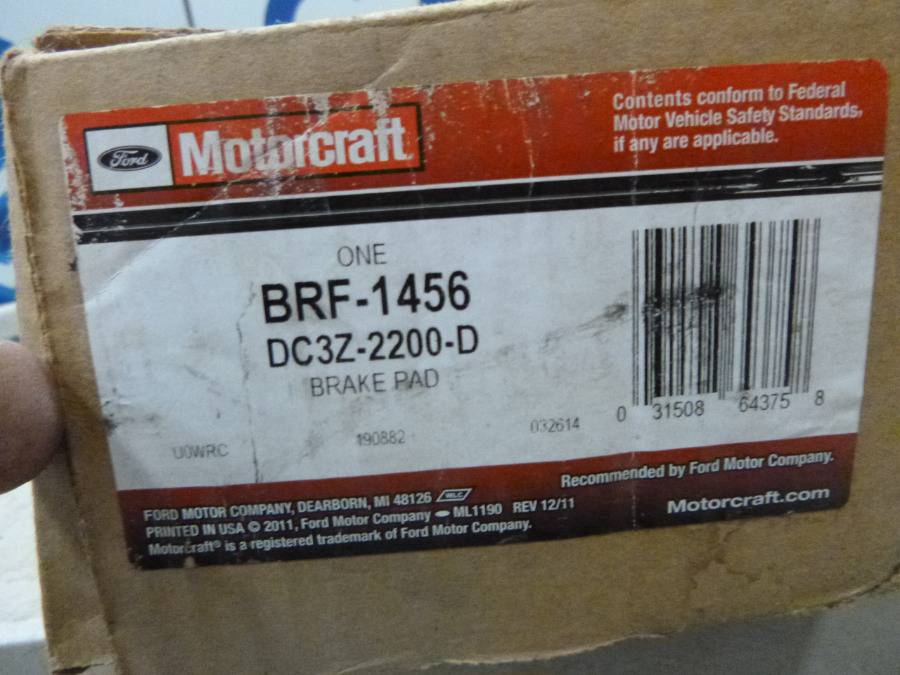 Ford
Motorcraft
Contents conform to Federal
Motor Vehicle Safety Standards,
if any are applicable.
ONE
BRF-1456
DC3Z-2200-D
BRAKE PAD
U0WRC
190882
032614
0 31508 64375 8
Recommended by Ford Motor Company.
Motorcraft.com
FORD MOTOR COMPANY, DEARBORN, MI 48126 WLC
PRINTED IN USA © 2011, Ford Motor Company ML1190 REV 12/11
Motorcraft® is a registered trademark of Ford Motor Company.